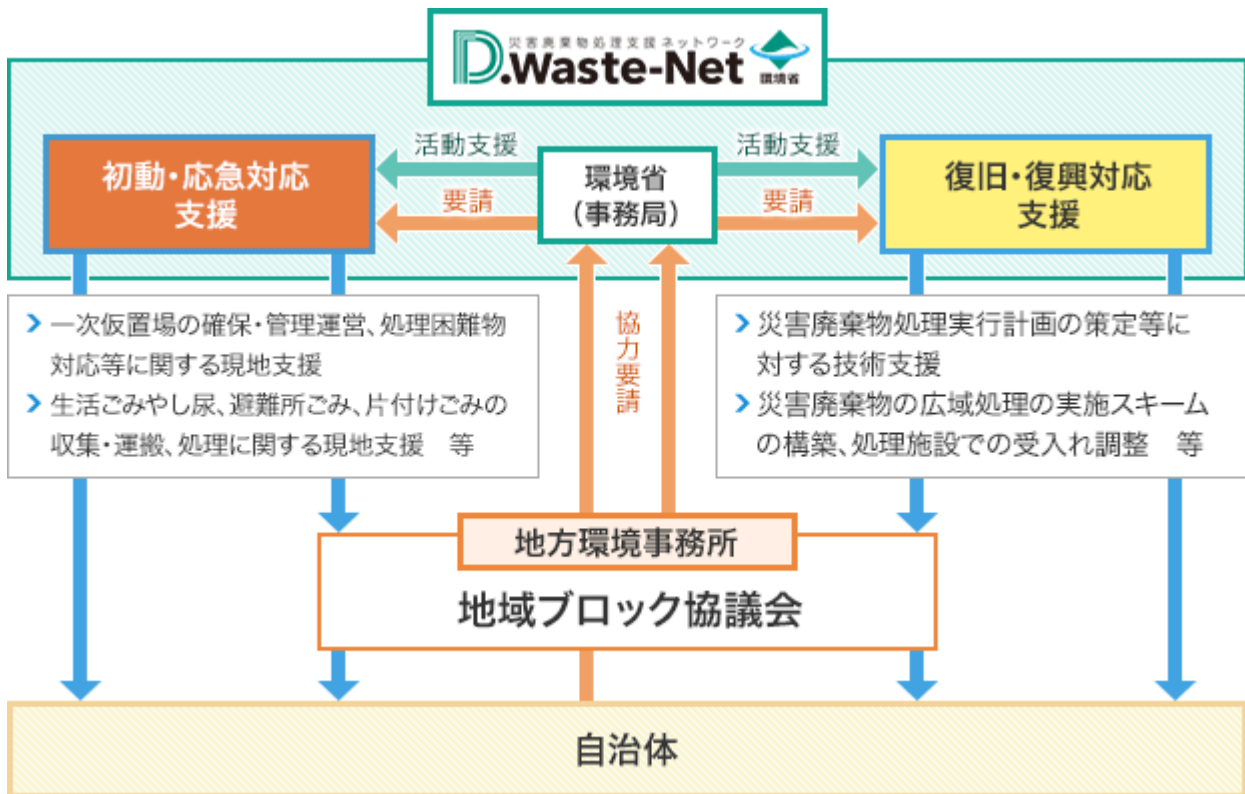 災害廃棄物処理支援ネットワーク
D.Waste-Net
環境省
初動・応急対応
支援
活動支援
要請
環境省
(事務局)
活動支援
要請
復旧・復興対応
支援
一次仮置場の確保・管理運営、処理困難物
対応等に関する現地支援
生活ごみやし尿、避難所ごみ、片付けごみの
収集・運搬、処理に関する現地支援　等
協力要請
災害廃棄物処理実行計画の策定等に
対する技術支援
災害廃棄物の広域処理の実施スキーム
の構築、処理施設での受入れ調整　等
地方環境事務所
地域ブロック協議会
自治体